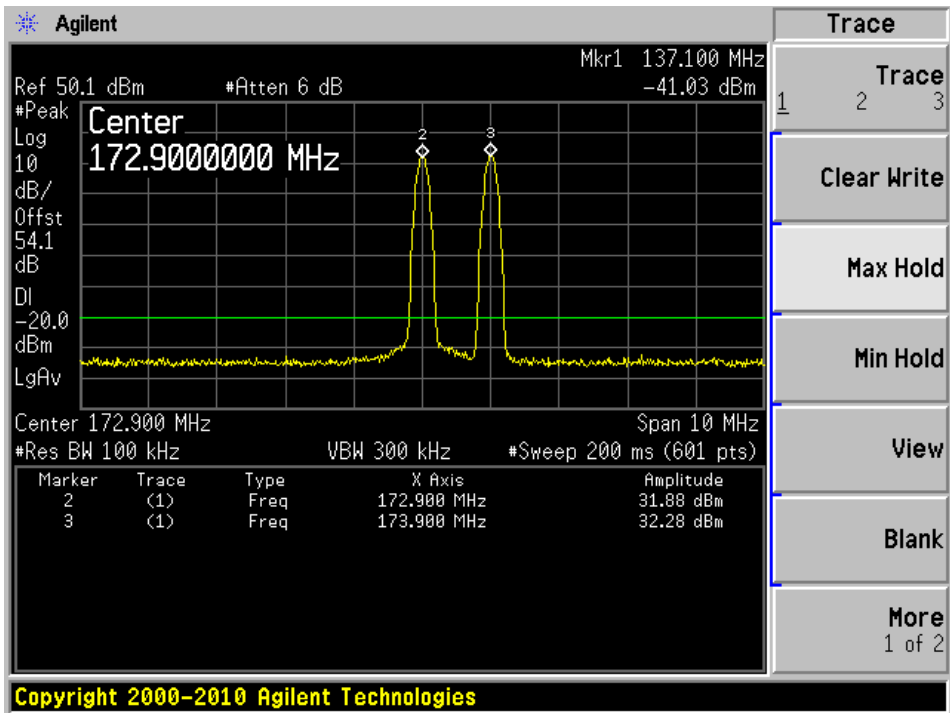 Agilent
Trace
Mkr1 137.100 MHz
Ref 50.1 dBm #Atten 6 dB -41.03 dBm
#Peak
Log
10
dB/
Offst
54.1
dB
DI
-20.0
dBm
LgAv
Center
172.9000000 MHz
2
3
Center 172.900 MHz Span 10 MHz
#Res BW 100 kHz VBW 300 kHz #Sweep 200 ms (601 pts)
Marker Trace Type X Axis Amplitude
2 (1) Freq 172.900 MHz 31.88 dBm
3 (1) Freq 173.900 MHz 32.28 dBm
Trace
1 2 3
Clear Write
Max Hold
Min Hold
View
Blank
More
1 of 2
Copyright 2000-2010 Agilent Technologies